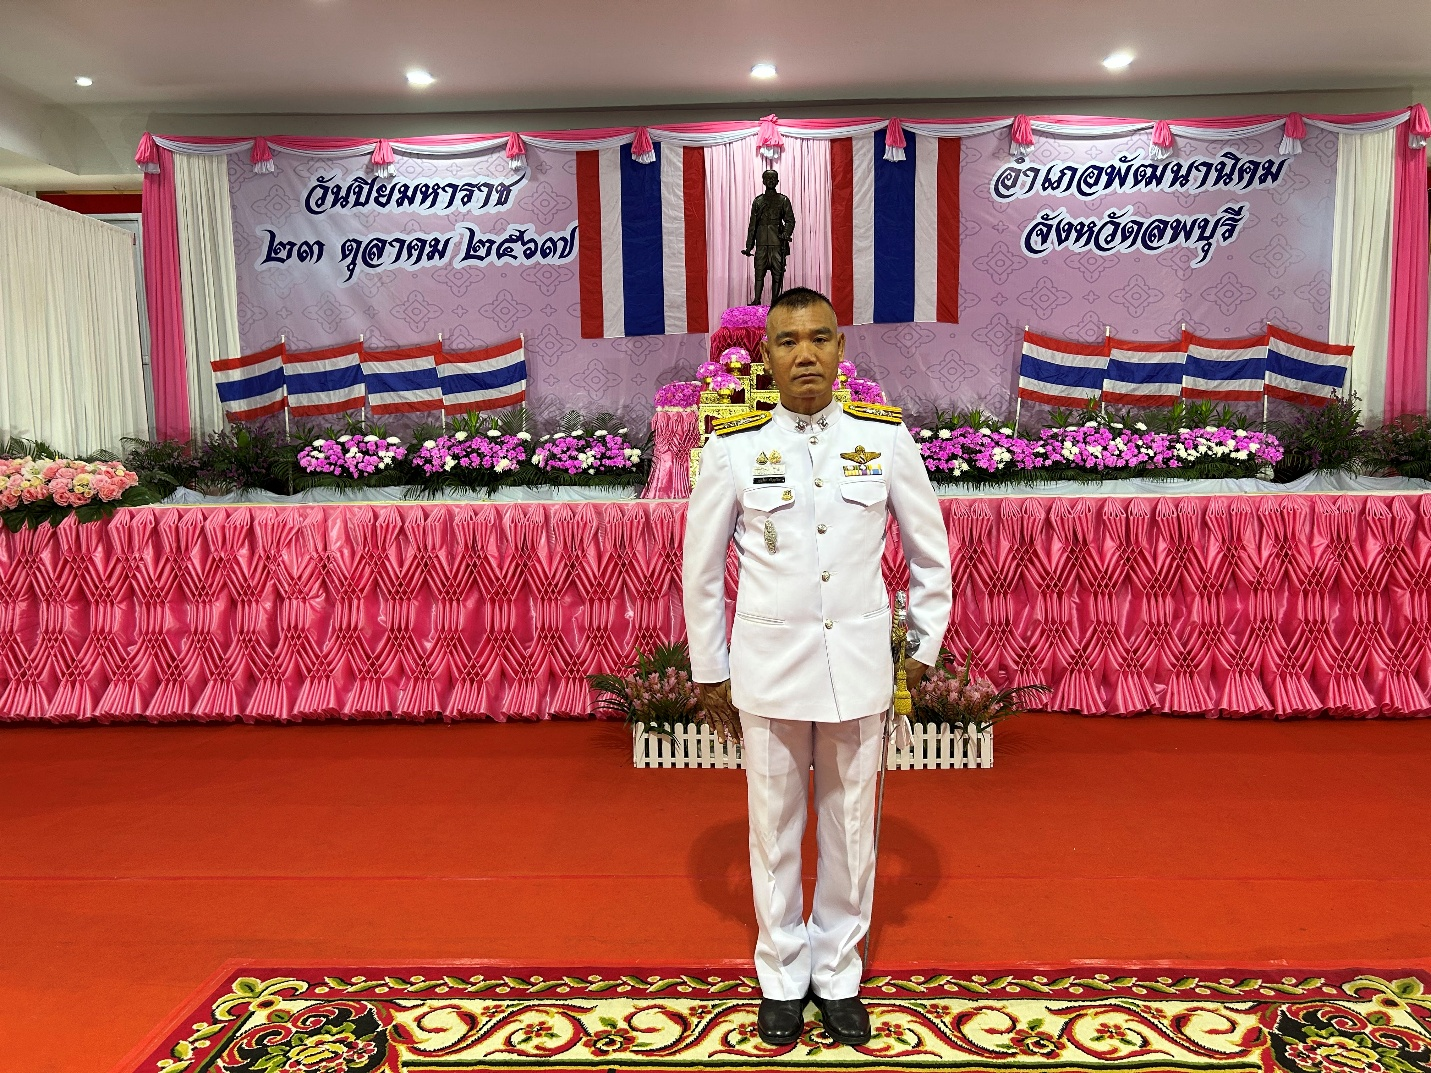 วันปิยมหาราช
๒๓ ตุลาคม ๒๕๖๗
อำเภอพัฒนานิคม
จังหวัดลพบุรี